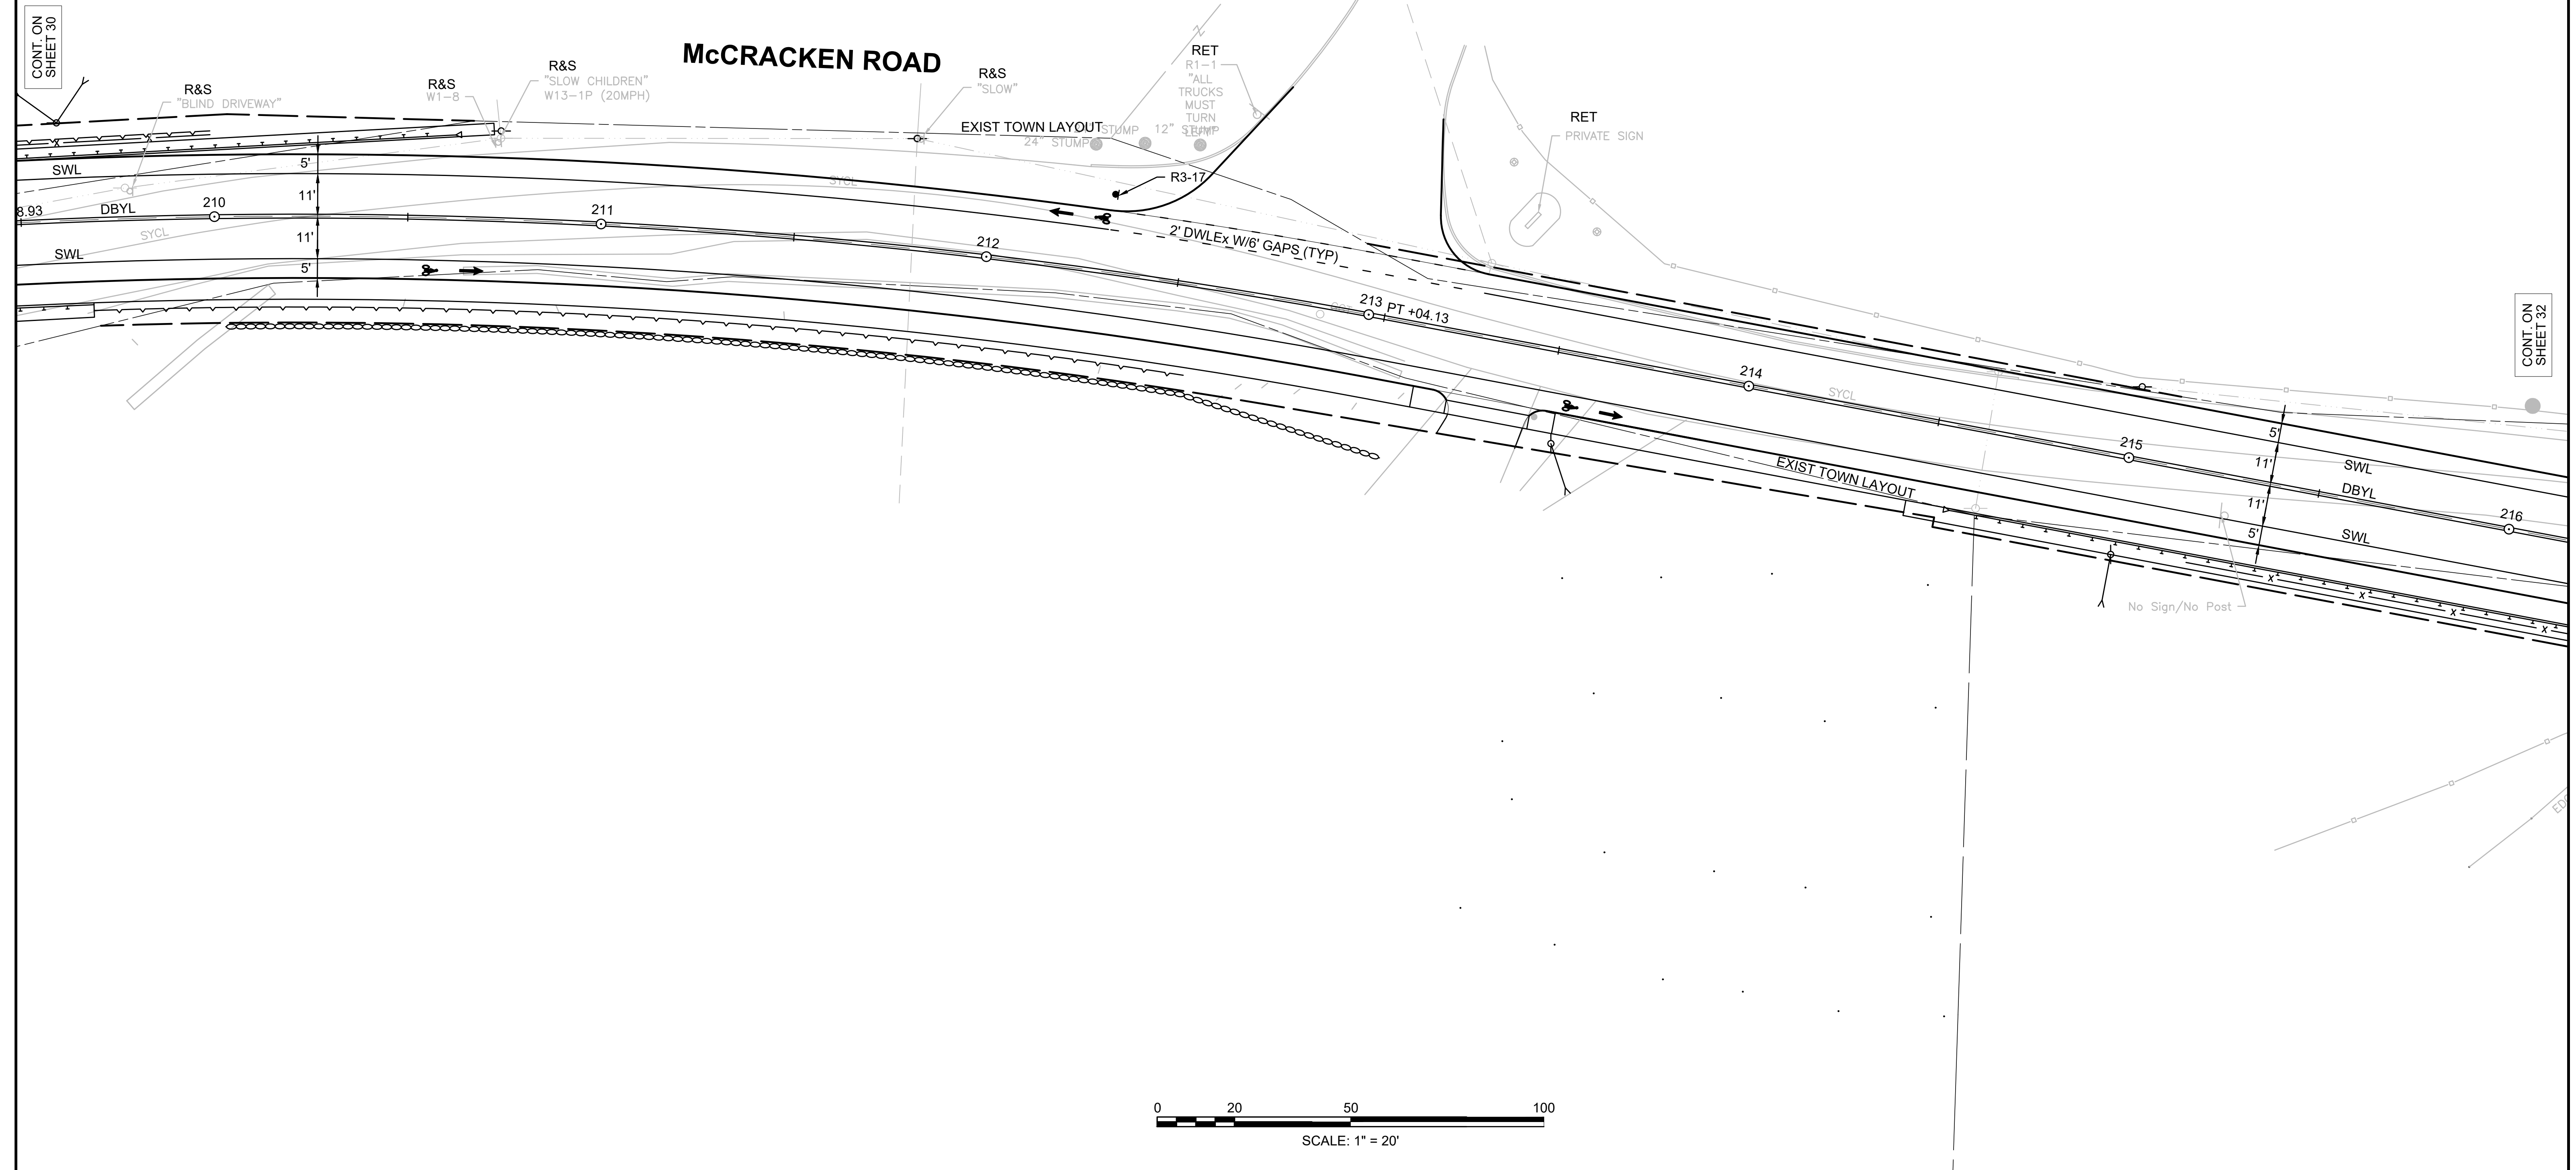 CONT. ON
SHEET 30
McCRACKEN ROAD
R&S
"BLIND DRIVEWAY"
R&S
W1-8
R&S
"SLOW CHILDREN"
W13-1P (20MPH)
R&S
"SLOW"
RET
R1-1
"ALL
TRUCKS
MUST
TURN
LEFT"
RET
PRIVATE SIGN
EXIST TOWN LAYOUT
STUMP
12" STUMP
24" STUMP
R3-17
SWL
5'
11'
8.93
DBYL
210
211
212
SYCL
SYCL
SWL
11'
5'
2' DWLEx W/6' GAPS (TYP)
213
PT +04.13
214
SYCL
215
216
EXIST TOWN LAYOUT
5'
11'
11'
5'
SWL
DBYL
SWL
X
X
X
X
X
No Sign/No Post
CONT. ON
SHEET 32
0 20 50 100
SCALE: 1" = 20'